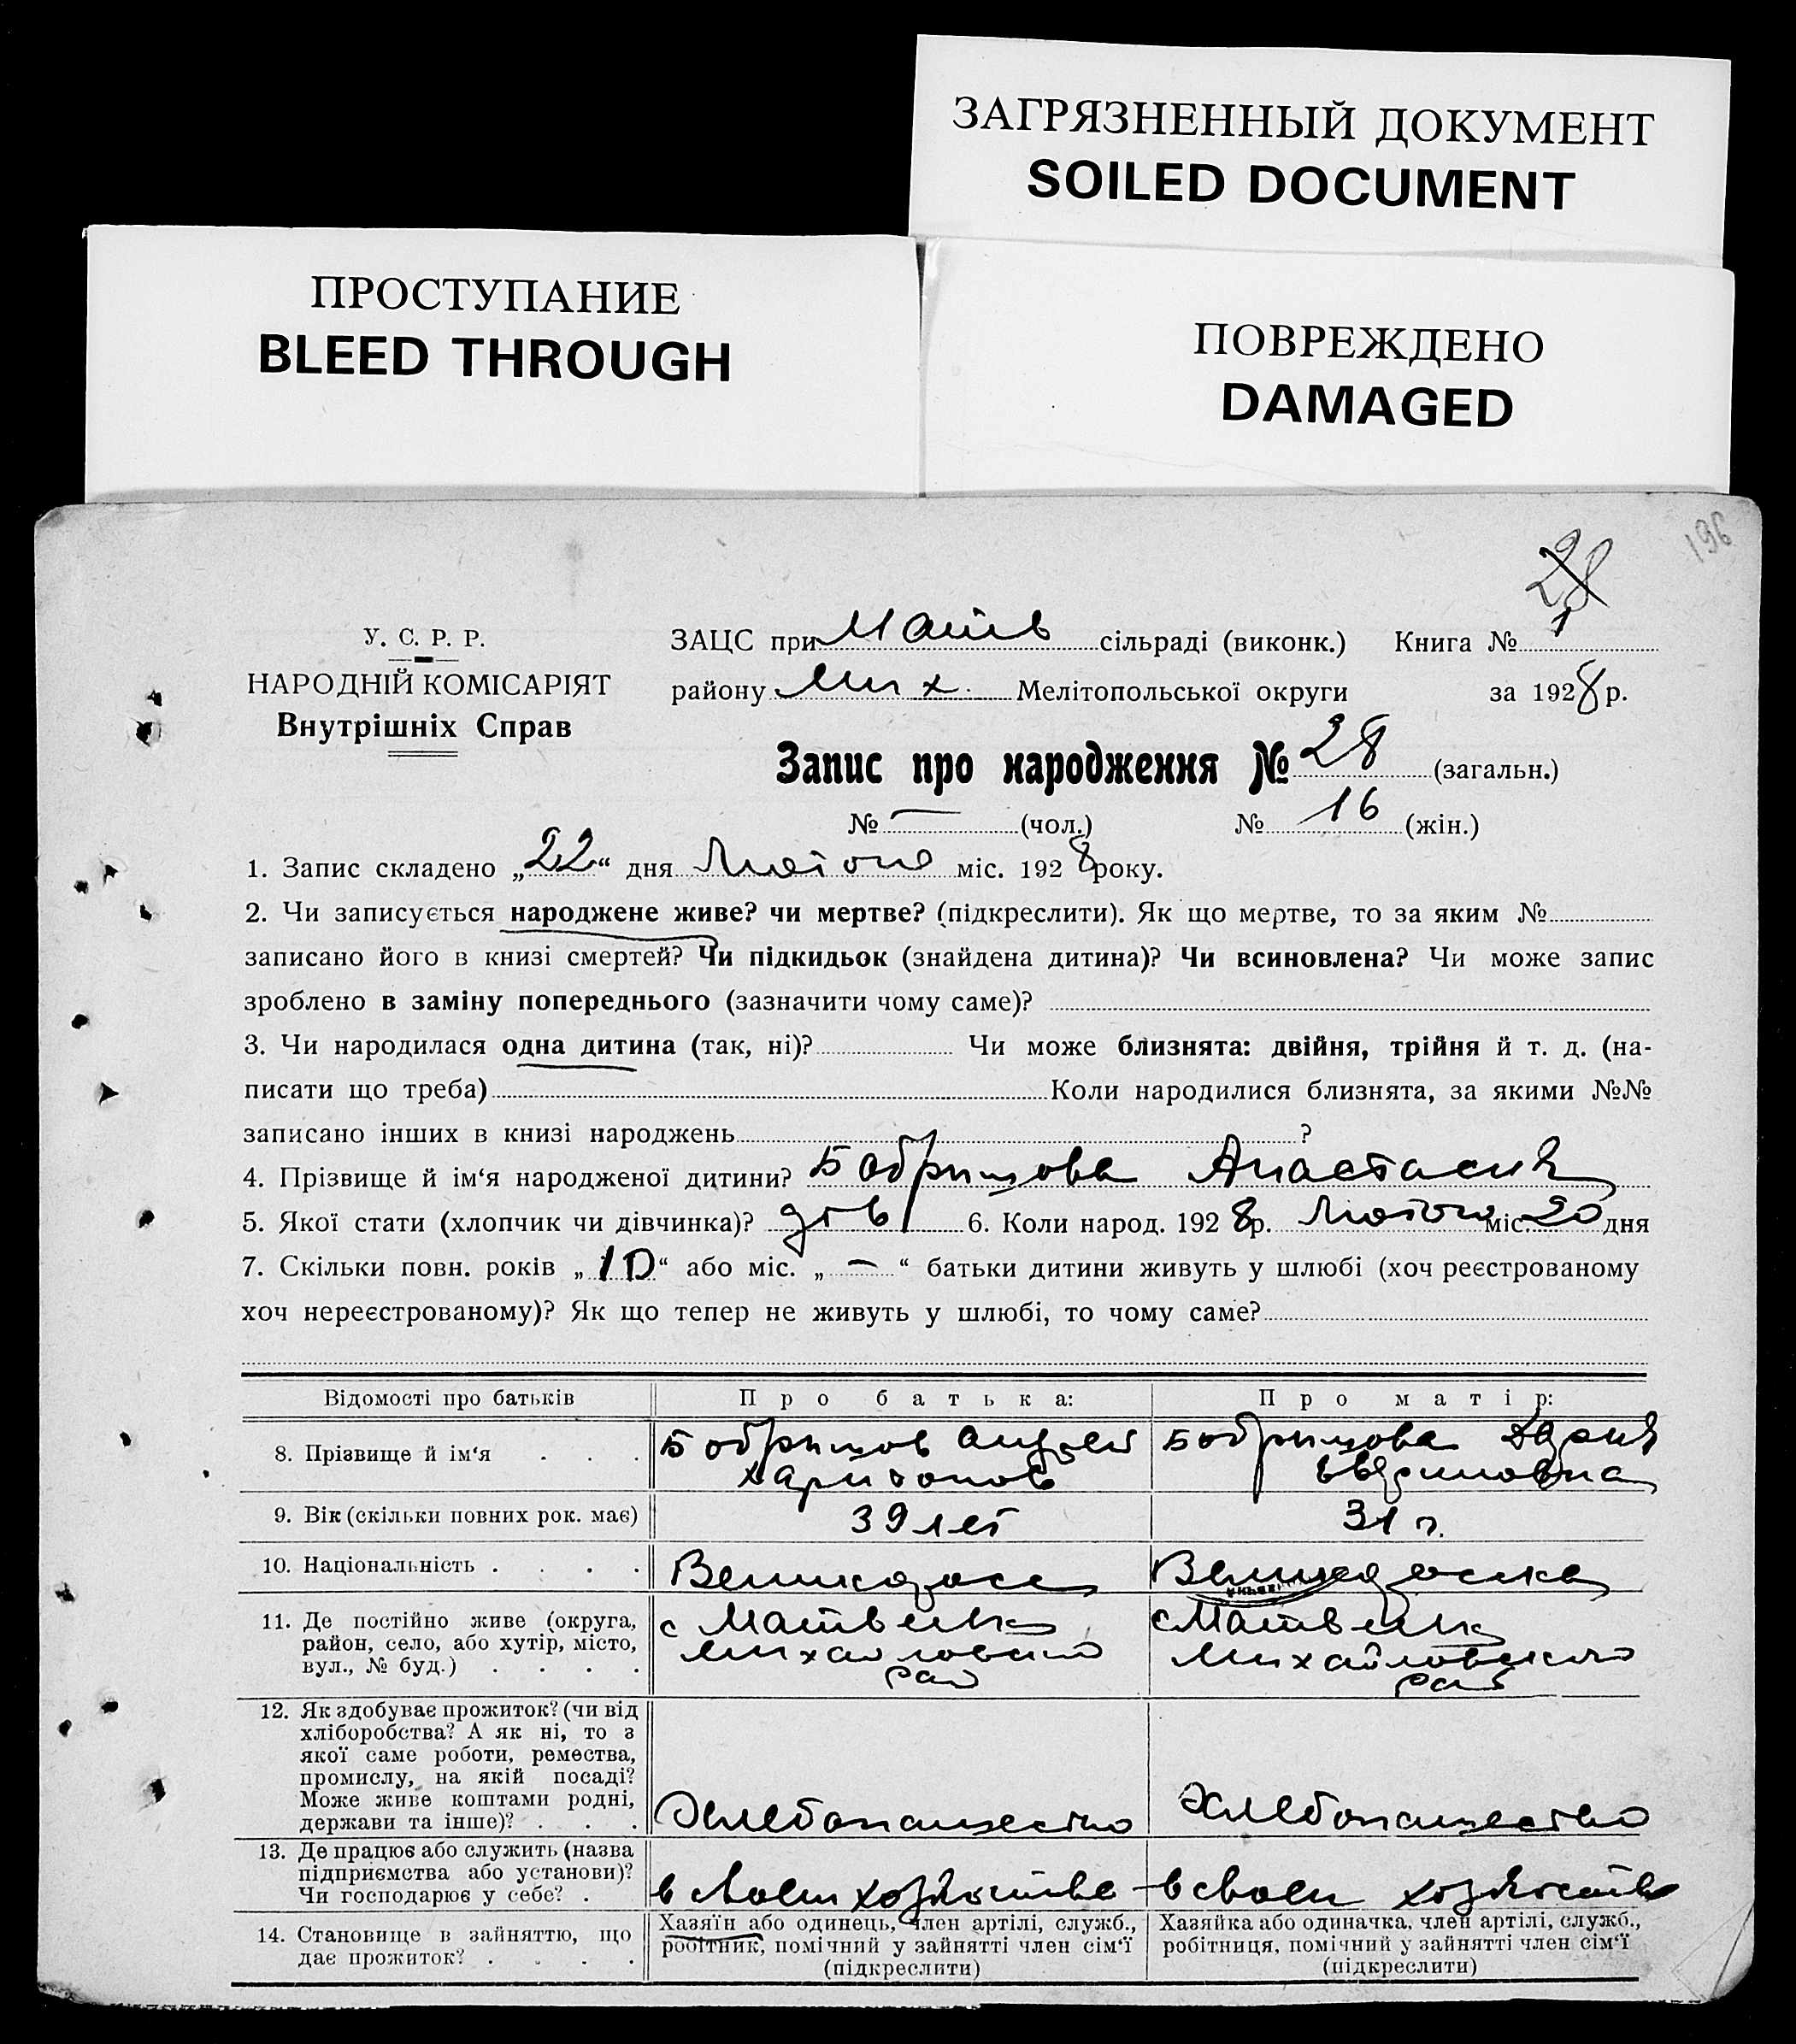 ЗАГРЯЗНЕННЫЙ ДОКУМЕНТ
SOILED DOCUMENT
ПРОСТУПАНИЕ
BLEED THROUGH
ПОВРЕЖДЕНО
DAMAGED
196
28
У. С. Р. Р.
НАРОДНІЙ КОМІСАРІЯТ
Внутрішніх Справ
ЗАЦС при Матв сільраді (виконк.) Книга № 1
району Мих. Мелітопольської округи за 1928 р.
Запис про народження № 28 (загальн.)
№ — (чол.) № 16 (жін.)
1. Запис складено „22“ дня Лютого міс. 1928 року.
2. Чи записується народжене живе? чи мертве? (підкреслити). Як що мертве, то за яким №
записано його в книзі смертей? Чи підкидьок (знайдена дитина)? Чи всиновлена? Чи може запис
зроблено в заміну попереднього (зазначити чому саме)?
3. Чи народилася одна дитина (так, ні)? Чи може близнята: двійня, трійня й т. д. (на-
писати що треба) Коли народилися близнята, за якими №№
записано інших в книзі народжень ?
4. Прізвище й ім‘я народженої дитини? Бобрышова Анастасия
5. Якої стати (хлопчик чи дівчинка)? дів 6. Коли народ. 1928 р. Лютого міс. 20 дня
7. Скільки повн. років „10“ або міс. „—“ батьки дитини живуть у шлюбі (хоч реєстрованому
хоч нереєстрованому)? Як що тепер не живуть у шлюбі, то чому саме?
Відомості про батьків Про батька: Про матір:
8. Прізвище й ім‘я . . . Бобрышов Андрей Бобрышова Дария
Харитонов
9. Вік (скільки повних рок. має) 39 лет 31 г.
10. Національність . . . . Великоросс Великороска
11. Де постійно живе (округа, с Матвеевка с Матвеевка
район, село, або хутір, місто, Михайловского Михайловского
вул., № буд.) . . . . рай рай
12. Як здобуває прожиток? (чи від
хліборобства? А як ні, то з
якої саме роботи, ремества,
промислу, на якій посаді?
Може живе коштами родні,
держави та інше)? . . . Хлебопашество Хлебопашество
13. Де працює або служить (назва
підприємства або установи)?
Чи господарює у себе? . в своем хозяйстве в своем хозяйстве
14. Становище в зайняттю, що
дає прожиток? . . . .
Хазяїн або одинець, член артілі, служб.,
робітник, помічний у зайнятті член сім‘ї
(підкреслити)
Хазяйка або одиначка, член артілі, служб.,
робітниця, помічний у зайнятті член сім‘ї
(підкреслити)